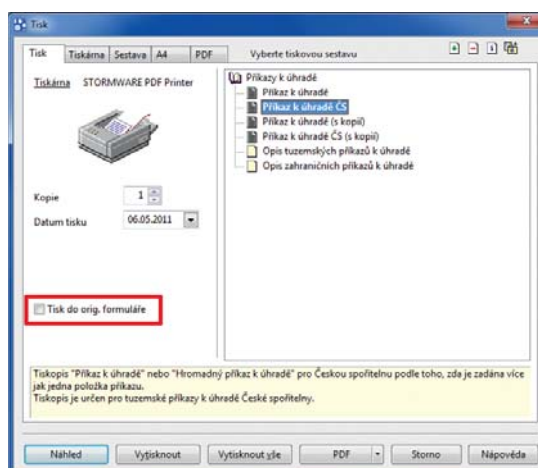 Tisk
Tisk Tiskárna Sestava A4 PDF Vyberte tiskovou sestavu
Tiskárna STORMWARE PDF Printer
Příkazy k úhradě
Příkaz k úhradě
Příkaz k úhradě ČS
Příkaz k úhradě (s kopií)
Příkaz k úhradě ČS (s kopií)
Opis tuzemských příkazů k úhradě
Opis zahraničních příkazů k úhradě
Kopie 1
Datum tisku 06.05.2011
Tisk do orig. formuláře
Tiskopis "Příkaz k úhradě" nebo "Hromadný příkaz k úhradě" pro Českou spořitelnu podle toho, zda je zadána více
jak jedna položka příkazu.
Tiskopis je určen pro tuzemské příkazy k úhradě České spořitelny.
Náhled Vytisknout Vytisknout vše PDF Storno Nápověda